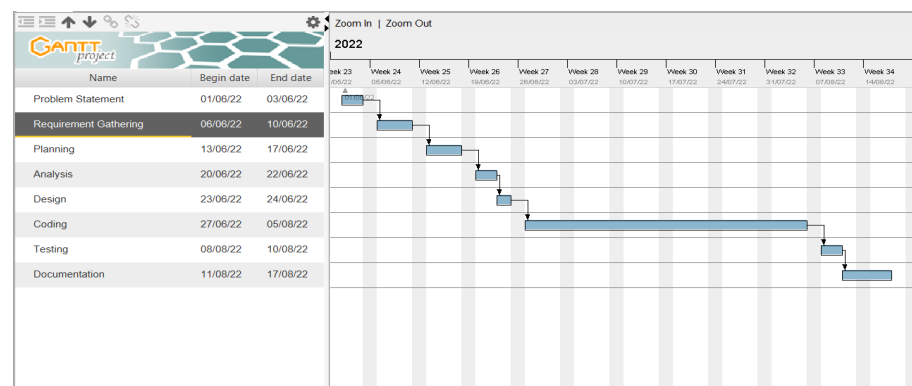 Zoom In | Zoom Out
GANTT
project
2022
Name Begin date End date
Week 24 Week 25 Week 26 Week 27 Week 28 Week 29 Week 30 Week 31 Week 32 Week 33 Week 34
05/06/22 12/06/22 19/06/22 26/06/22 03/07/22 10/07/22 17/07/22 24/07/22 31/07/22 07/08/22 14/08/22
Problem Statement 01/06/22 03/06/22
01/06/22
Requirement Gathering 06/06/22 10/06/22
Planning 13/06/22 17/06/22
Analysis 20/06/22 22/06/22
Design 23/06/22 24/06/22
Coding 27/06/22 05/08/22
Testing 08/08/22 10/08/22
Documentation 11/08/22 17/08/22